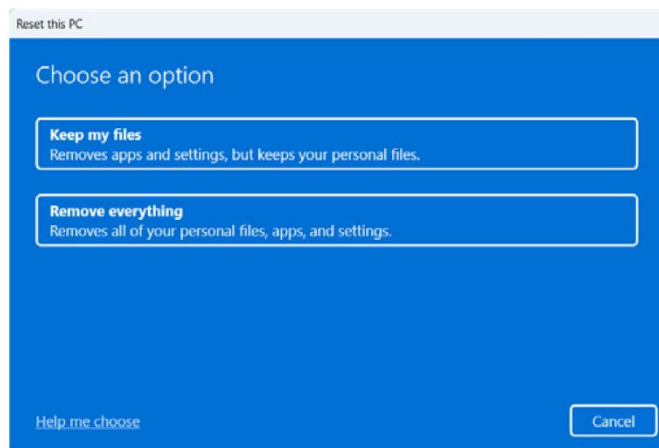 Reset this PC
Choose an option
Keep my files
Removes apps and settings, but keeps your personal files.
Remove everything
Removes all of your personal files, apps, and settings.
Help me choose
Cancel